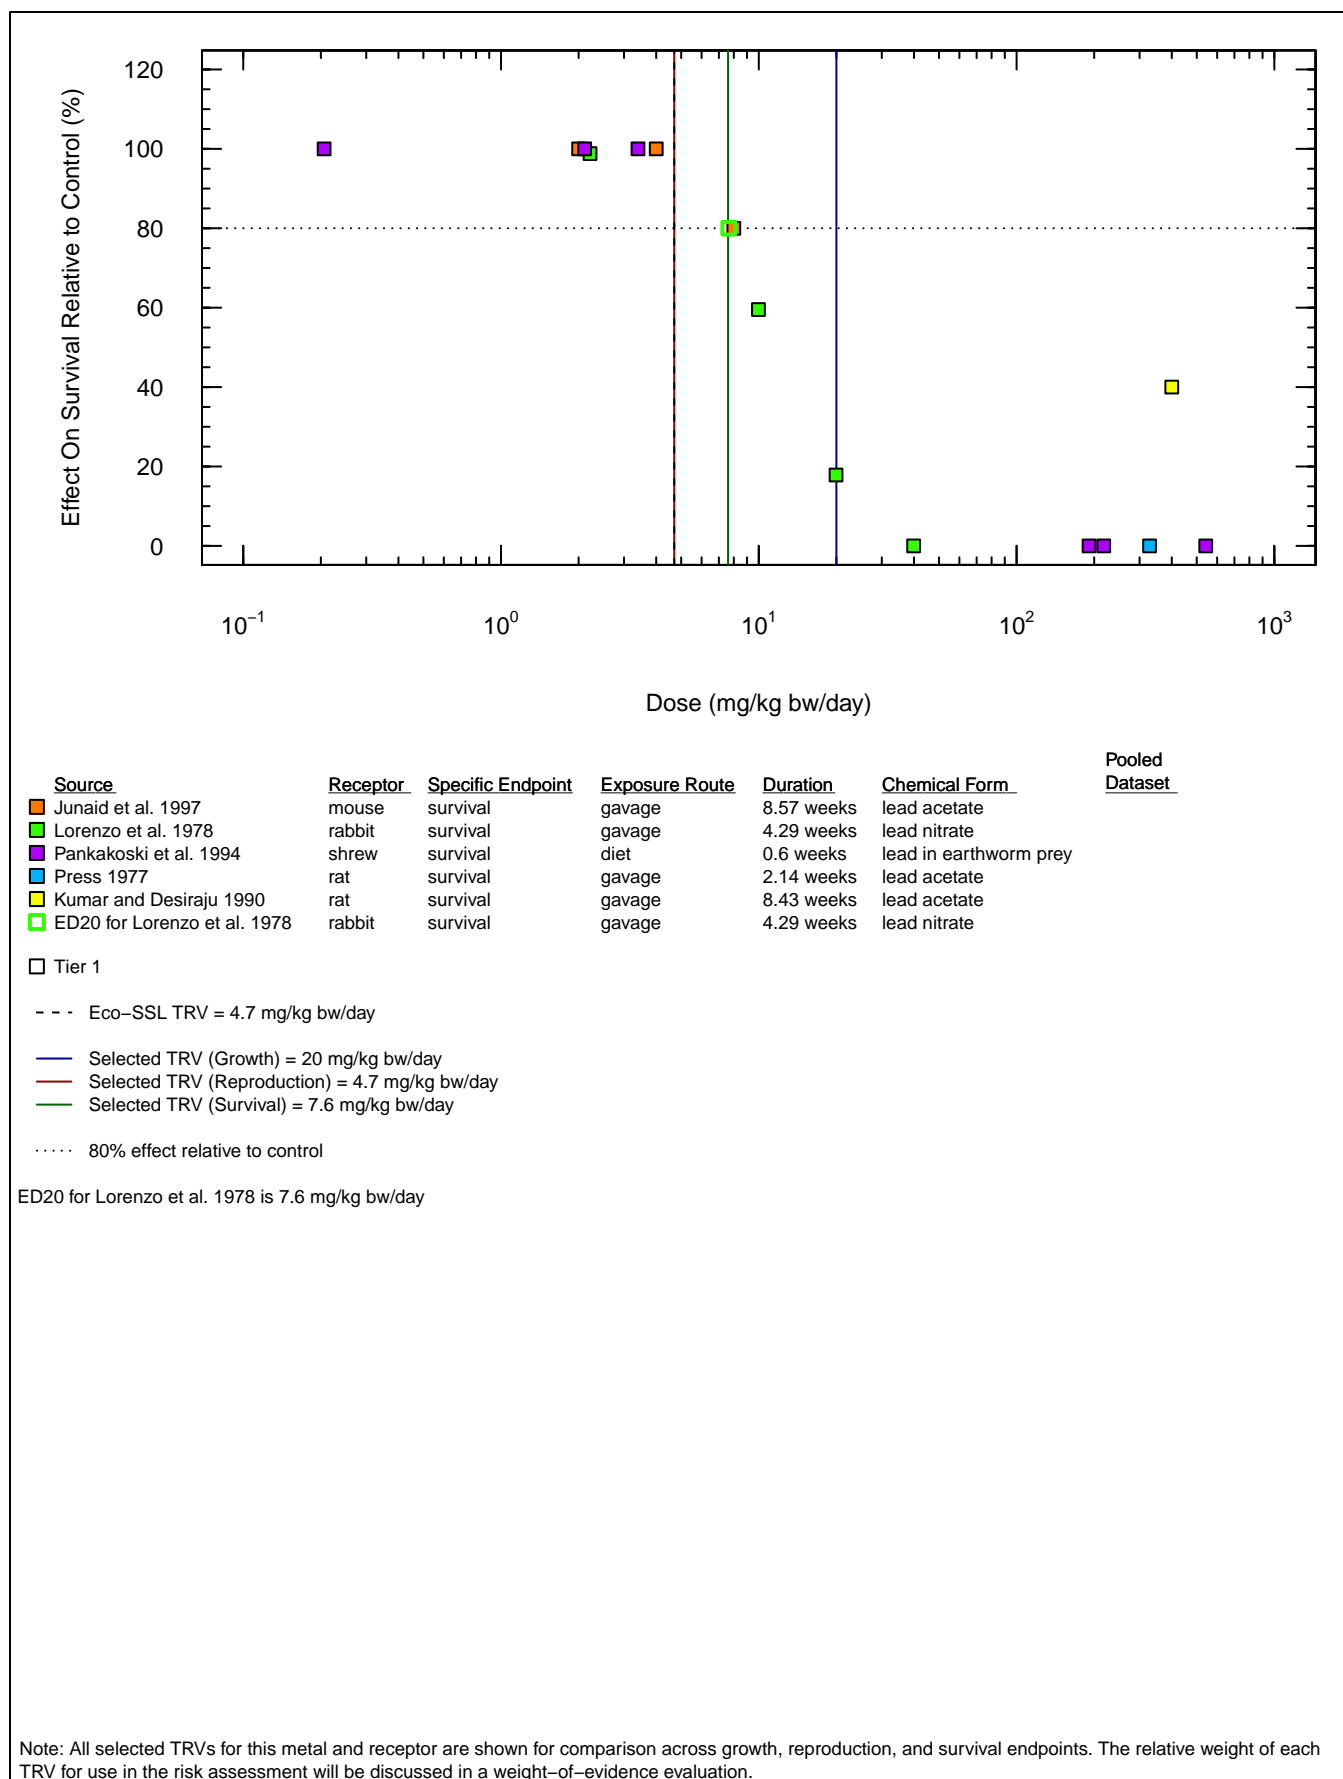 Effect On Survival Relative to Control (%)
120
100
80
60
40
20
0
10−1 100 101 102 103
Dose (mg/kg bw/day)
Pooled
Source Receptor Specific Endpoint Exposure Route Duration Chemical Form Dataset
Junaid et al. 1997 mouse survival gavage 8.57 weeks lead acetate
Lorenzo et al. 1978 rabbit survival gavage 4.29 weeks lead nitrate
Pankakoski et al. 1994 shrew survival diet 0.6 weeks lead in earthworm prey
Press 1977 rat survival gavage 2.14 weeks lead acetate
Kumar and Desiraju 1990 rat survival gavage 8.43 weeks lead acetate
ED20 for Lorenzo et al. 1978 rabbit survival gavage 4.29 weeks lead nitrate
Tier 1
Eco−SSL TRV = 4.7 mg/kg bw/day
Selected TRV (Growth) = 20 mg/kg bw/day
Selected TRV (Reproduction) = 4.7 mg/kg bw/day
Selected TRV (Survival) = 7.6 mg/kg bw/day
80% effect relative to control
ED20 for Lorenzo et al. 1978 is 7.6 mg/kg bw/day
Note: All selected TRVs for this metal and receptor are shown for comparison across growth, reproduction, and survival endpoints. The relative weight of each
TRV for use in the risk assessment will be discussed in a weight−of−evidence evaluation.